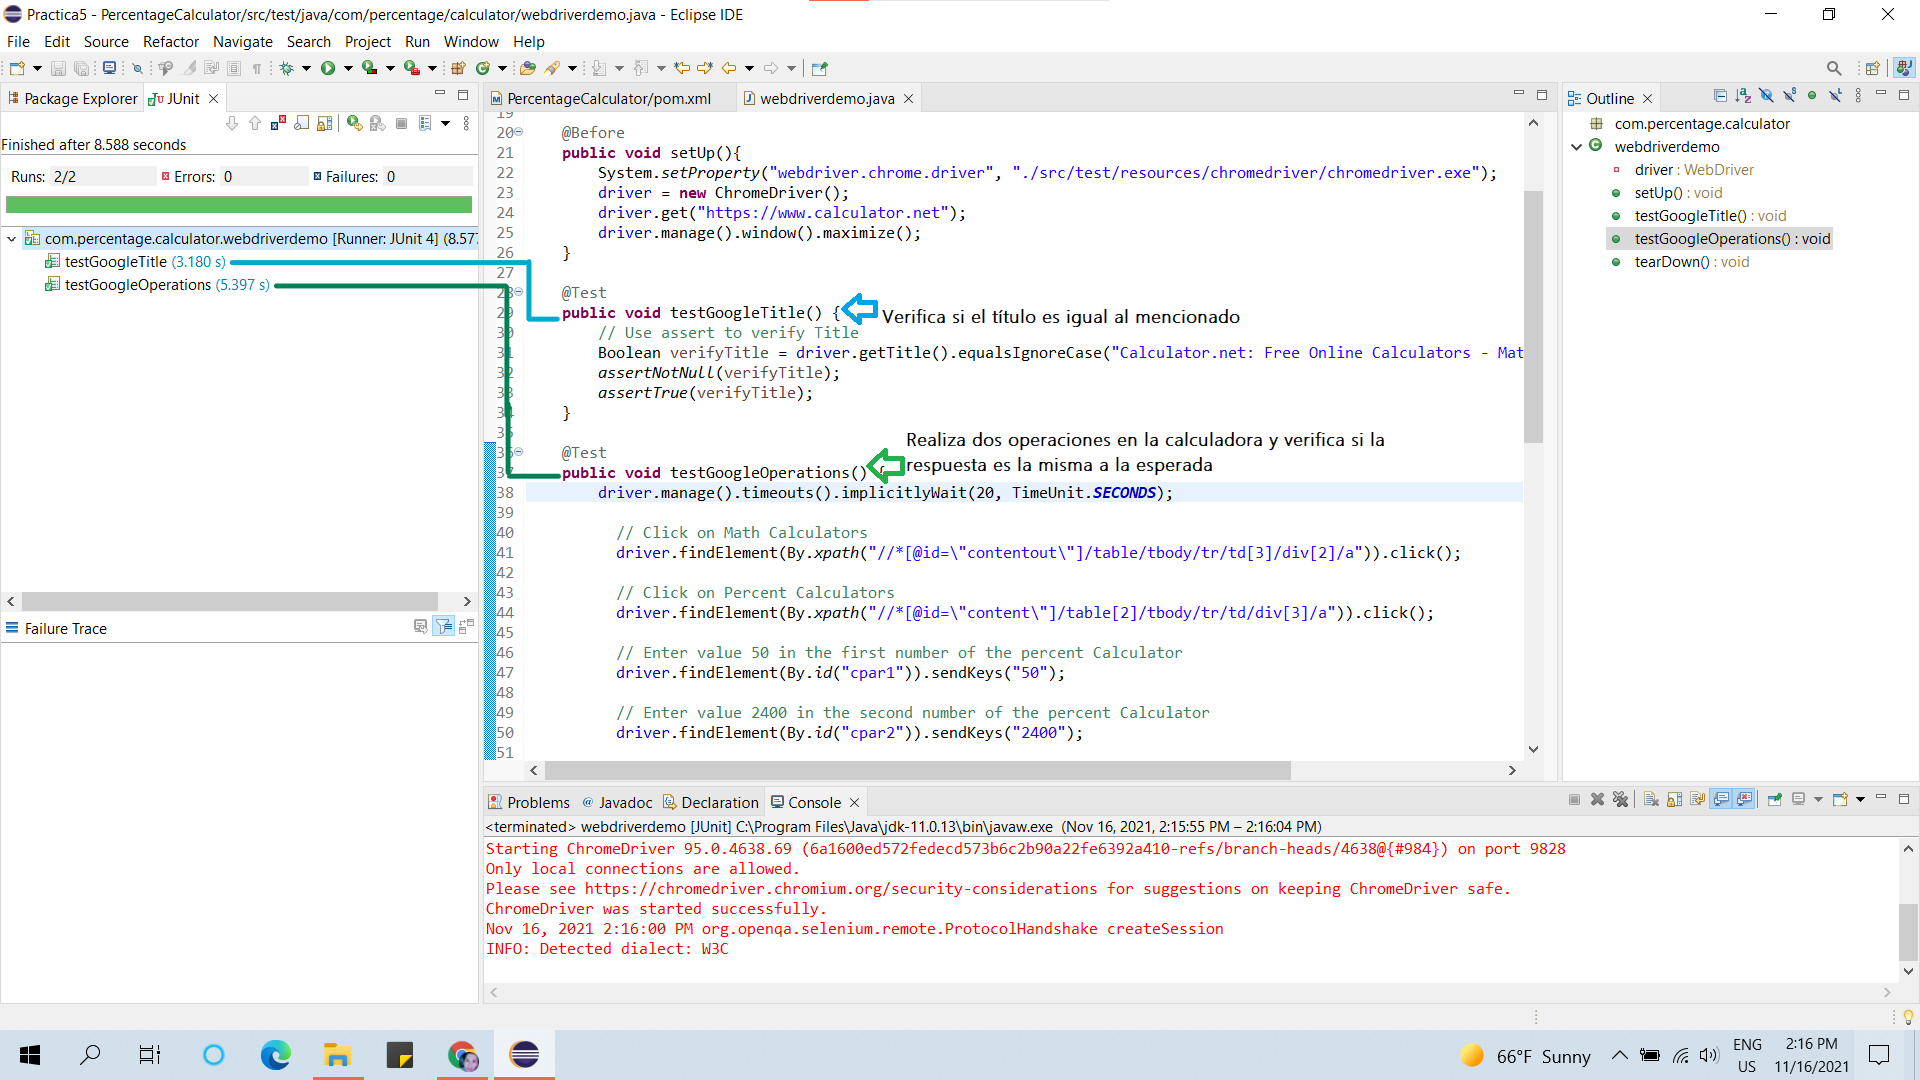 Practica5 - PercentageCalculator/src/test/java/com/percentage/calculator/webdriverdemo.java - Eclipse IDE
File Edit Source Refactor Navigate Search Project Run Window Help
Package Explorer JUnit
Finished after 8.588 seconds
Runs: 2/2 Errors: 0 Failures: 0
com.percentage.calculator.webdriverdemo [Runner: JUnit 4] (8.577
testGoogleTitle (3.180 s)
testGoogleOperations (5.397 s)
Failure Trace
PercentageCalculator/pom.xml webdriverdemo.java
19
20 @Before
21 public void setUp(){
22 System.setProperty("webdriver.chrome.driver", "./src/test/resources/chromedriver/chromedriver.exe");
23 driver = new ChromeDriver();
24 driver.get("https://www.calculator.net");
25 driver.manage().window().maximize();
26 }
27
28 @Test
29 public void testGoogleTitle() {
Verifica si el título es igual al mencionado
30 // Use assert to verify Title
31 Boolean verifyTitle = driver.getTitle().equalsIgnoreCase("Calculator.net: Free Online Calculators - Mat
32 assertNotNull(verifyTitle);
33 assertTrue(verifyTitle);
34 }
35
36 @Test
37 public void testGoogleOperations() {
Realiza dos operaciones en la calculadora y verifica si la
respuesta es la misma a la esperada
38 driver.manage().timeouts().implicitlyWait(20, TimeUnit.SECONDS);
39
40 // Click on Math Calculators
41 driver.findElement(By.xpath("//*[@id=\"contentout\"]/table/tbody/tr/td[3]/div[2]/a")).click();
42
43 // Click on Percent Calculators
44 driver.findElement(By.xpath("//*[@id=\"content\"]/table[2]/tbody/tr/td/div[3]/a")).click();
45
46 // Enter value 50 in the first number of the percent Calculator
47 driver.findElement(By.id("cpar1")).sendKeys("50");
48
49 // Enter value 2400 in the second number of the percent Calculator
50 driver.findElement(By.id("cpar2")).sendKeys("2400");
51
Outline
com.percentage.calculator
webdriverdemo
driver : WebDriver
setUp() : void
testGoogleTitle() : void
testGoogleOperations() : void
tearDown() : void
Problems Javadoc Declaration Console
<terminated> webdriverdemo [JUnit] C:\Program Files\Java\jdk-11.0.13\bin\javaw.exe (Nov 16, 2021, 2:15:55 PM – 2:16:04 PM)
Starting ChromeDriver 95.0.4638.69 (6a1600ed572fedecd573b6c2b90a22fe6392a410-refs/branch-heads/4638@{#984}) on port 9828
Only local connections are allowed.
Please see https://chromedriver.chromium.org/security-considerations for suggestions on keeping ChromeDriver safe.
ChromeDriver was started successfully.
Nov 16, 2021 2:16:00 PM org.openqa.selenium.remote.ProtocolHandshake createSession
INFO: Detected dialect: W3C
66°F Sunny
ENG
US
2:16 PM
11/16/2021